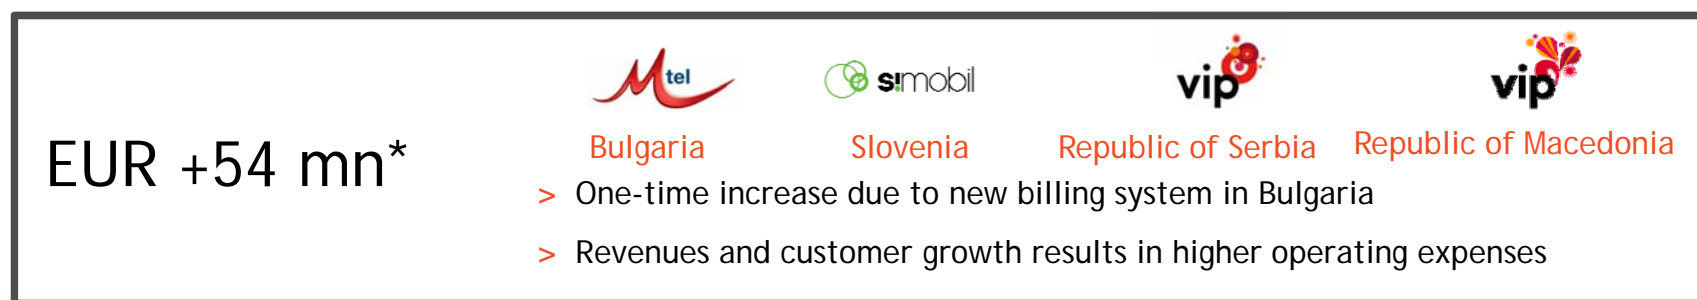 Mtel
s!mobil
vip
vip
Bulgaria
Slovenia
Republic of Serbia
Republic of Macedonia
EUR +54 mn*
> One-time increase due to new billing system in Bulgaria
> Revenues and customer growth results in higher operating expenses